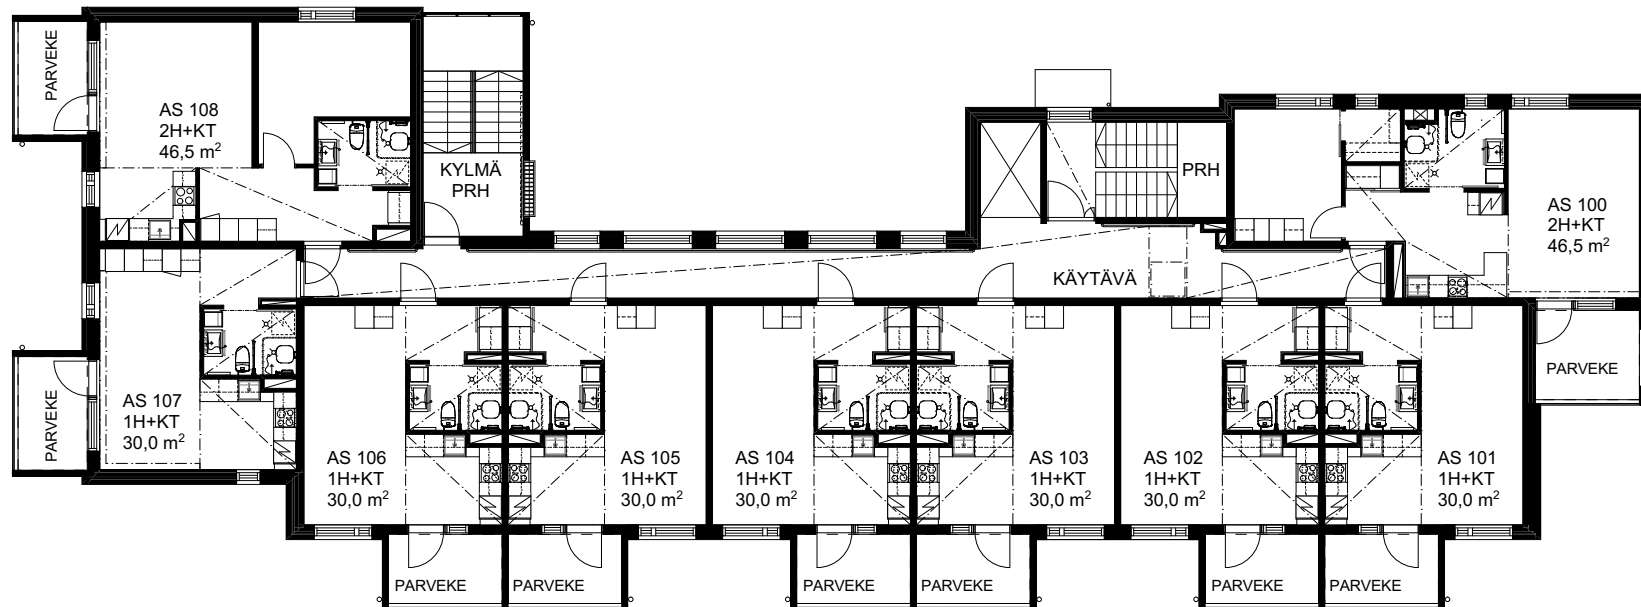 PARVEKE
AS 108
2H+KT
46,5 m²
KYLMÄ
PRH
PRH
AS 100
2H+KT
46,5 m²
KÄYTÄVÄ
PARVEKE
AS 107
1H+KT
30,0 m²
PARVEKE
AS 106
1H+KT
30,0 m²
AS 105
1H+KT
30,0 m²
AS 104
1H+KT
30,0 m²
AS 103
1H+KT
30,0 m²
AS 102
1H+KT
30,0 m²
AS 101
1H+KT
30,0 m²
PARVEKE
PARVEKE
PARVEKE
PARVEKE
PARVEKE
PARVEKE